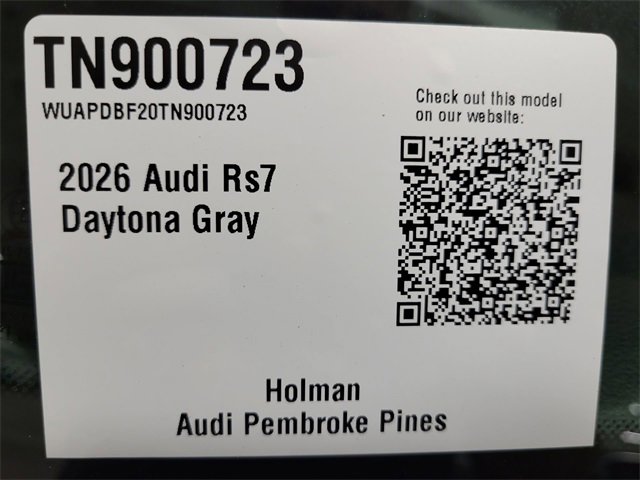 TN900723
WUAPDBF20TN900723
Check out this model
on our website:
2026 Audi Rs7
Daytona Gray
Holman
Audi Pembroke Pines